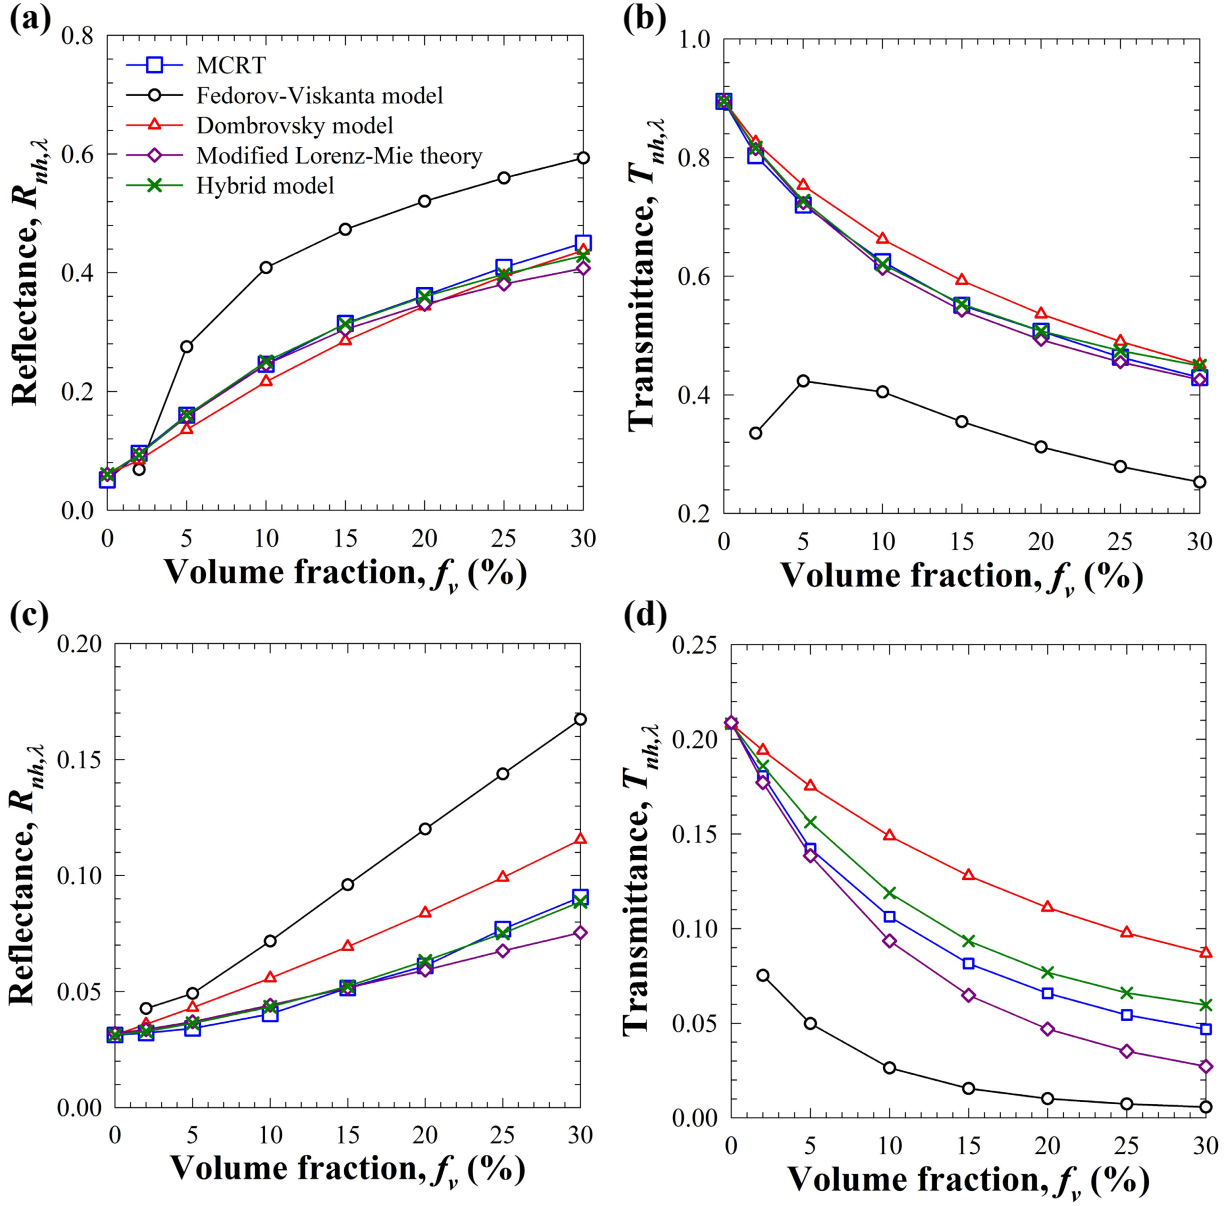 (a)
0.8
0.6
0.4
0.2
0.0
Reflectance, R nh,λ
MCRT
Fedorov-Viskanta model
Dombrovsky model
Modified Lorenz-Mie theory
Hybrid model
0 5 10 15 20 25 30
Volume fraction, fv (%)
(b)
1.0
0.8
0.6
0.4
0.2
Transmittance, T nh,λ
0 5 10 15 20 25 30
Volume fraction, fv (%)
(c)
0.20
0.15
0.10
0.05
0.00
Reflectance, R nh,λ
0 5 10 15 20 25 30
Volume fraction, fv (%)
(d)
0.25
0.20
0.15
0.10
0.05
0.00
Transmittance, T nh,λ
0 5 10 15 20 25 30
Volume fraction, fv (%)